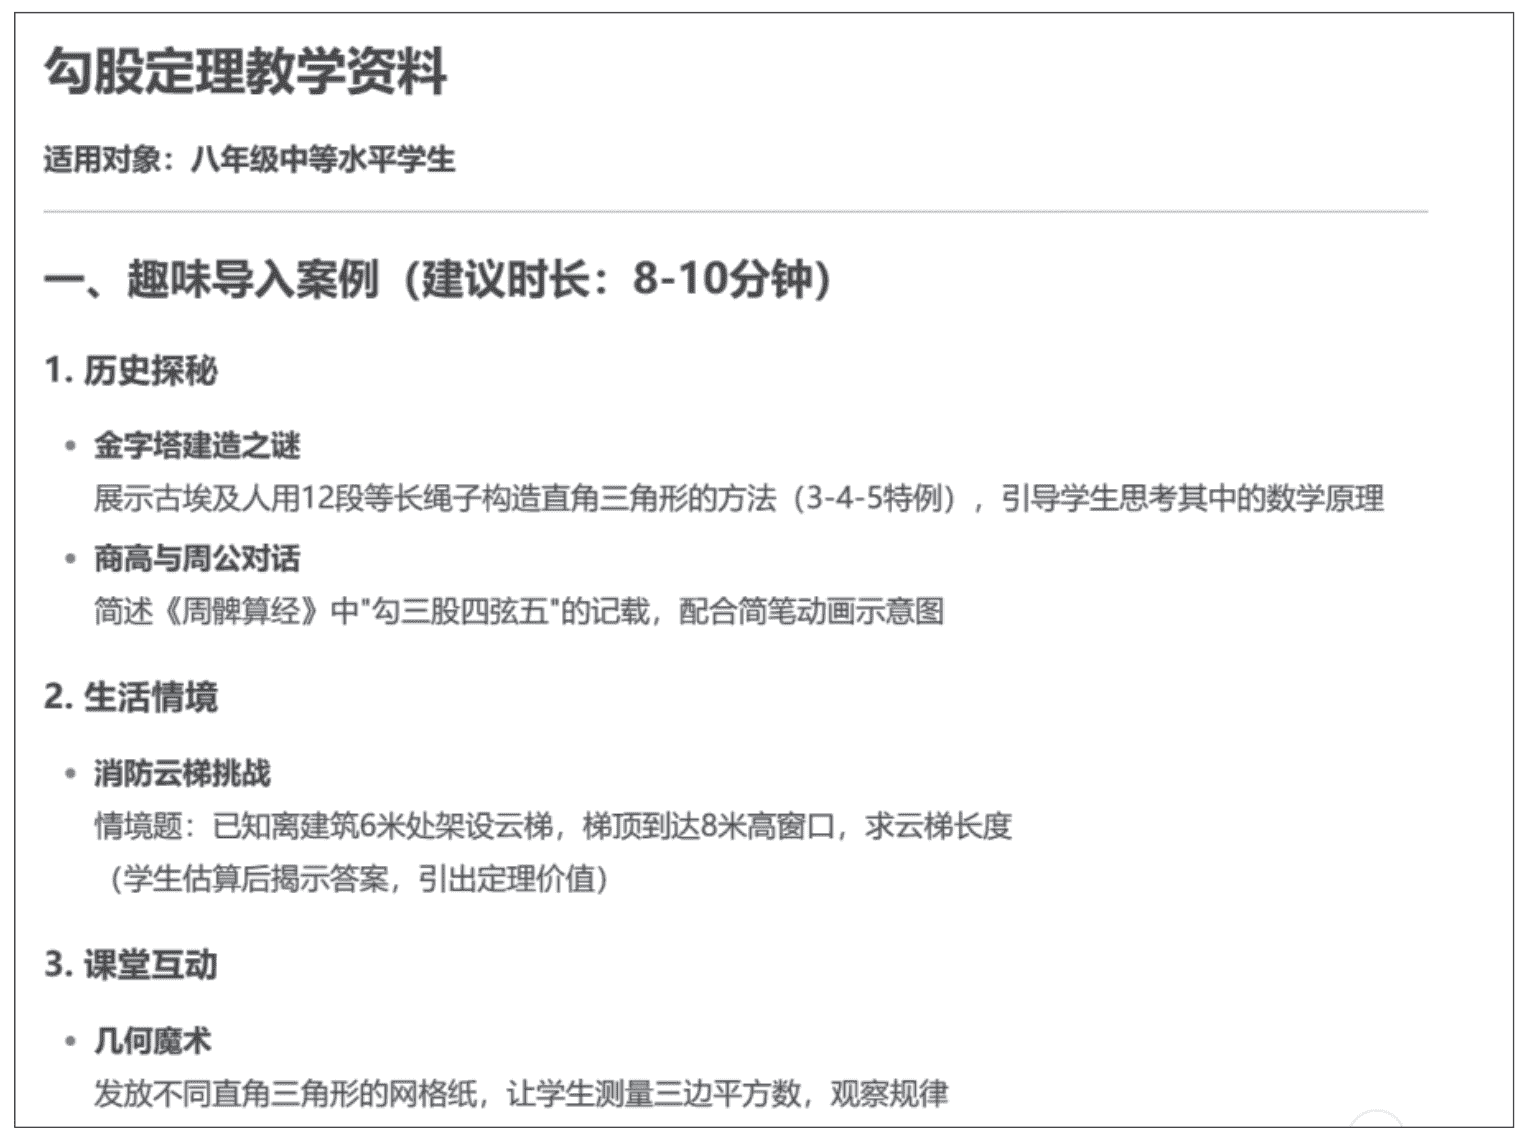 勾股定理教学资料
适用对象：八年级中等水平学生
一、趣味导入案例（建议时长：8-10分钟）
1. 历史探秘
• 金字塔建造之谜
展示古埃及人用12段等长绳子构造直角三角形的方法（3-4-5特例），引导学生思考其中的数学原理
• 商高与周公对话
简述《周髀算经》中"勾三股四弦五"的记载，配合简笔动画示意图
2. 生活情境
• 消防云梯挑战
情境题：已知离建筑6米处架设云梯，梯顶到达8米高窗口，求云梯长度
（学生估算后揭示答案，引出定理价值）
3. 课堂互动
• 几何魔术
发放不同直角三角形的网格纸，让学生测量三边平方数，观察规律